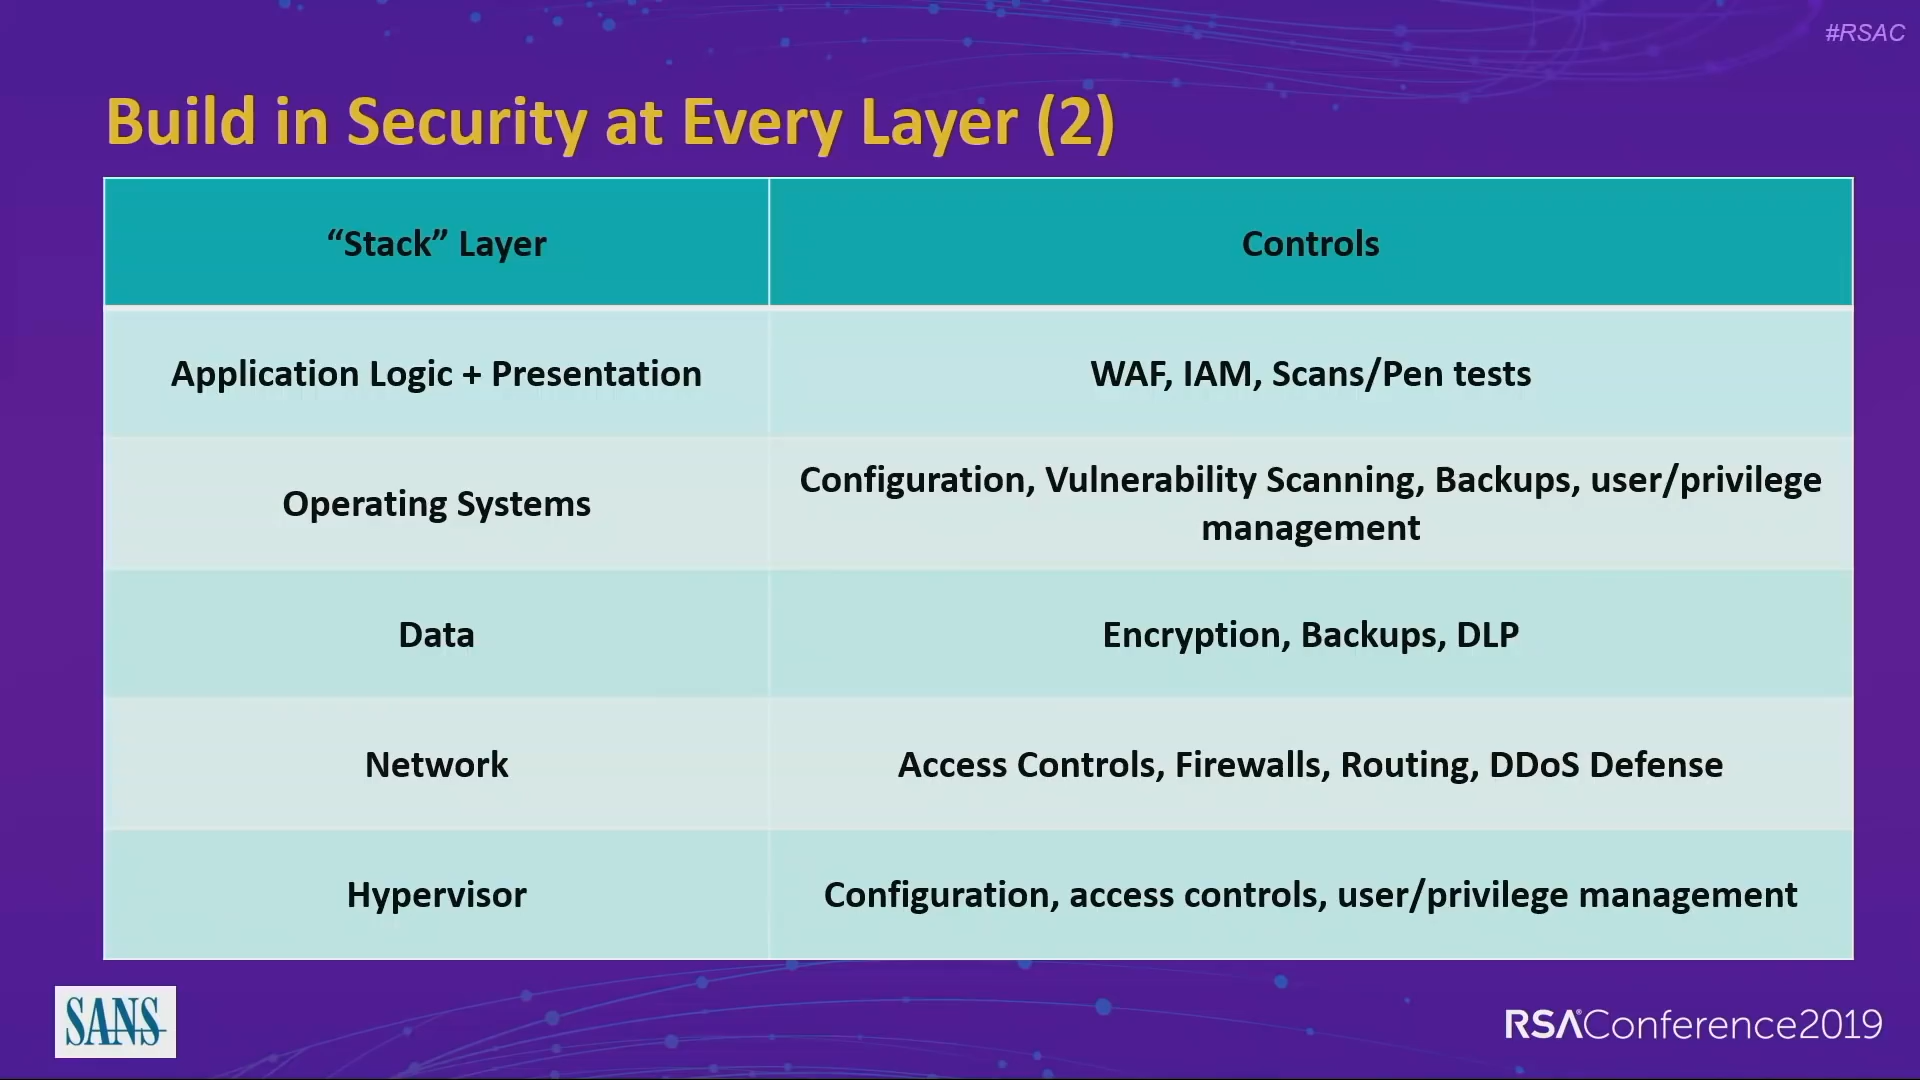 #RSAC
Build in Security at Every Layer (2)
“Stack” Layer
Controls
Application Logic + Presentation
WAF, IAM, Scans/Pen tests
Operating Systems
Configuration, Vulnerability Scanning, Backups, user/privilege
management
Data
Encryption, Backups, DLP
Network
Access Controls, Firewalls, Routing, DDoS Defense
Hypervisor
Configuration, access controls, user/privilege management
SANS
RSAConference2019